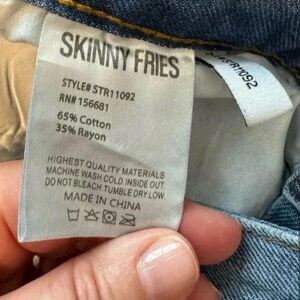 SKINNY FRIES
STYLE# STR11092
RN# 156681
65% Cotton
35% Rayon
HIGHEST QUALITY MATERIALS
MACHINE WASH COLD INSIDE OUT
DO NOT BLEACH. TUMBLE DRY LOW
MADE IN CHINA